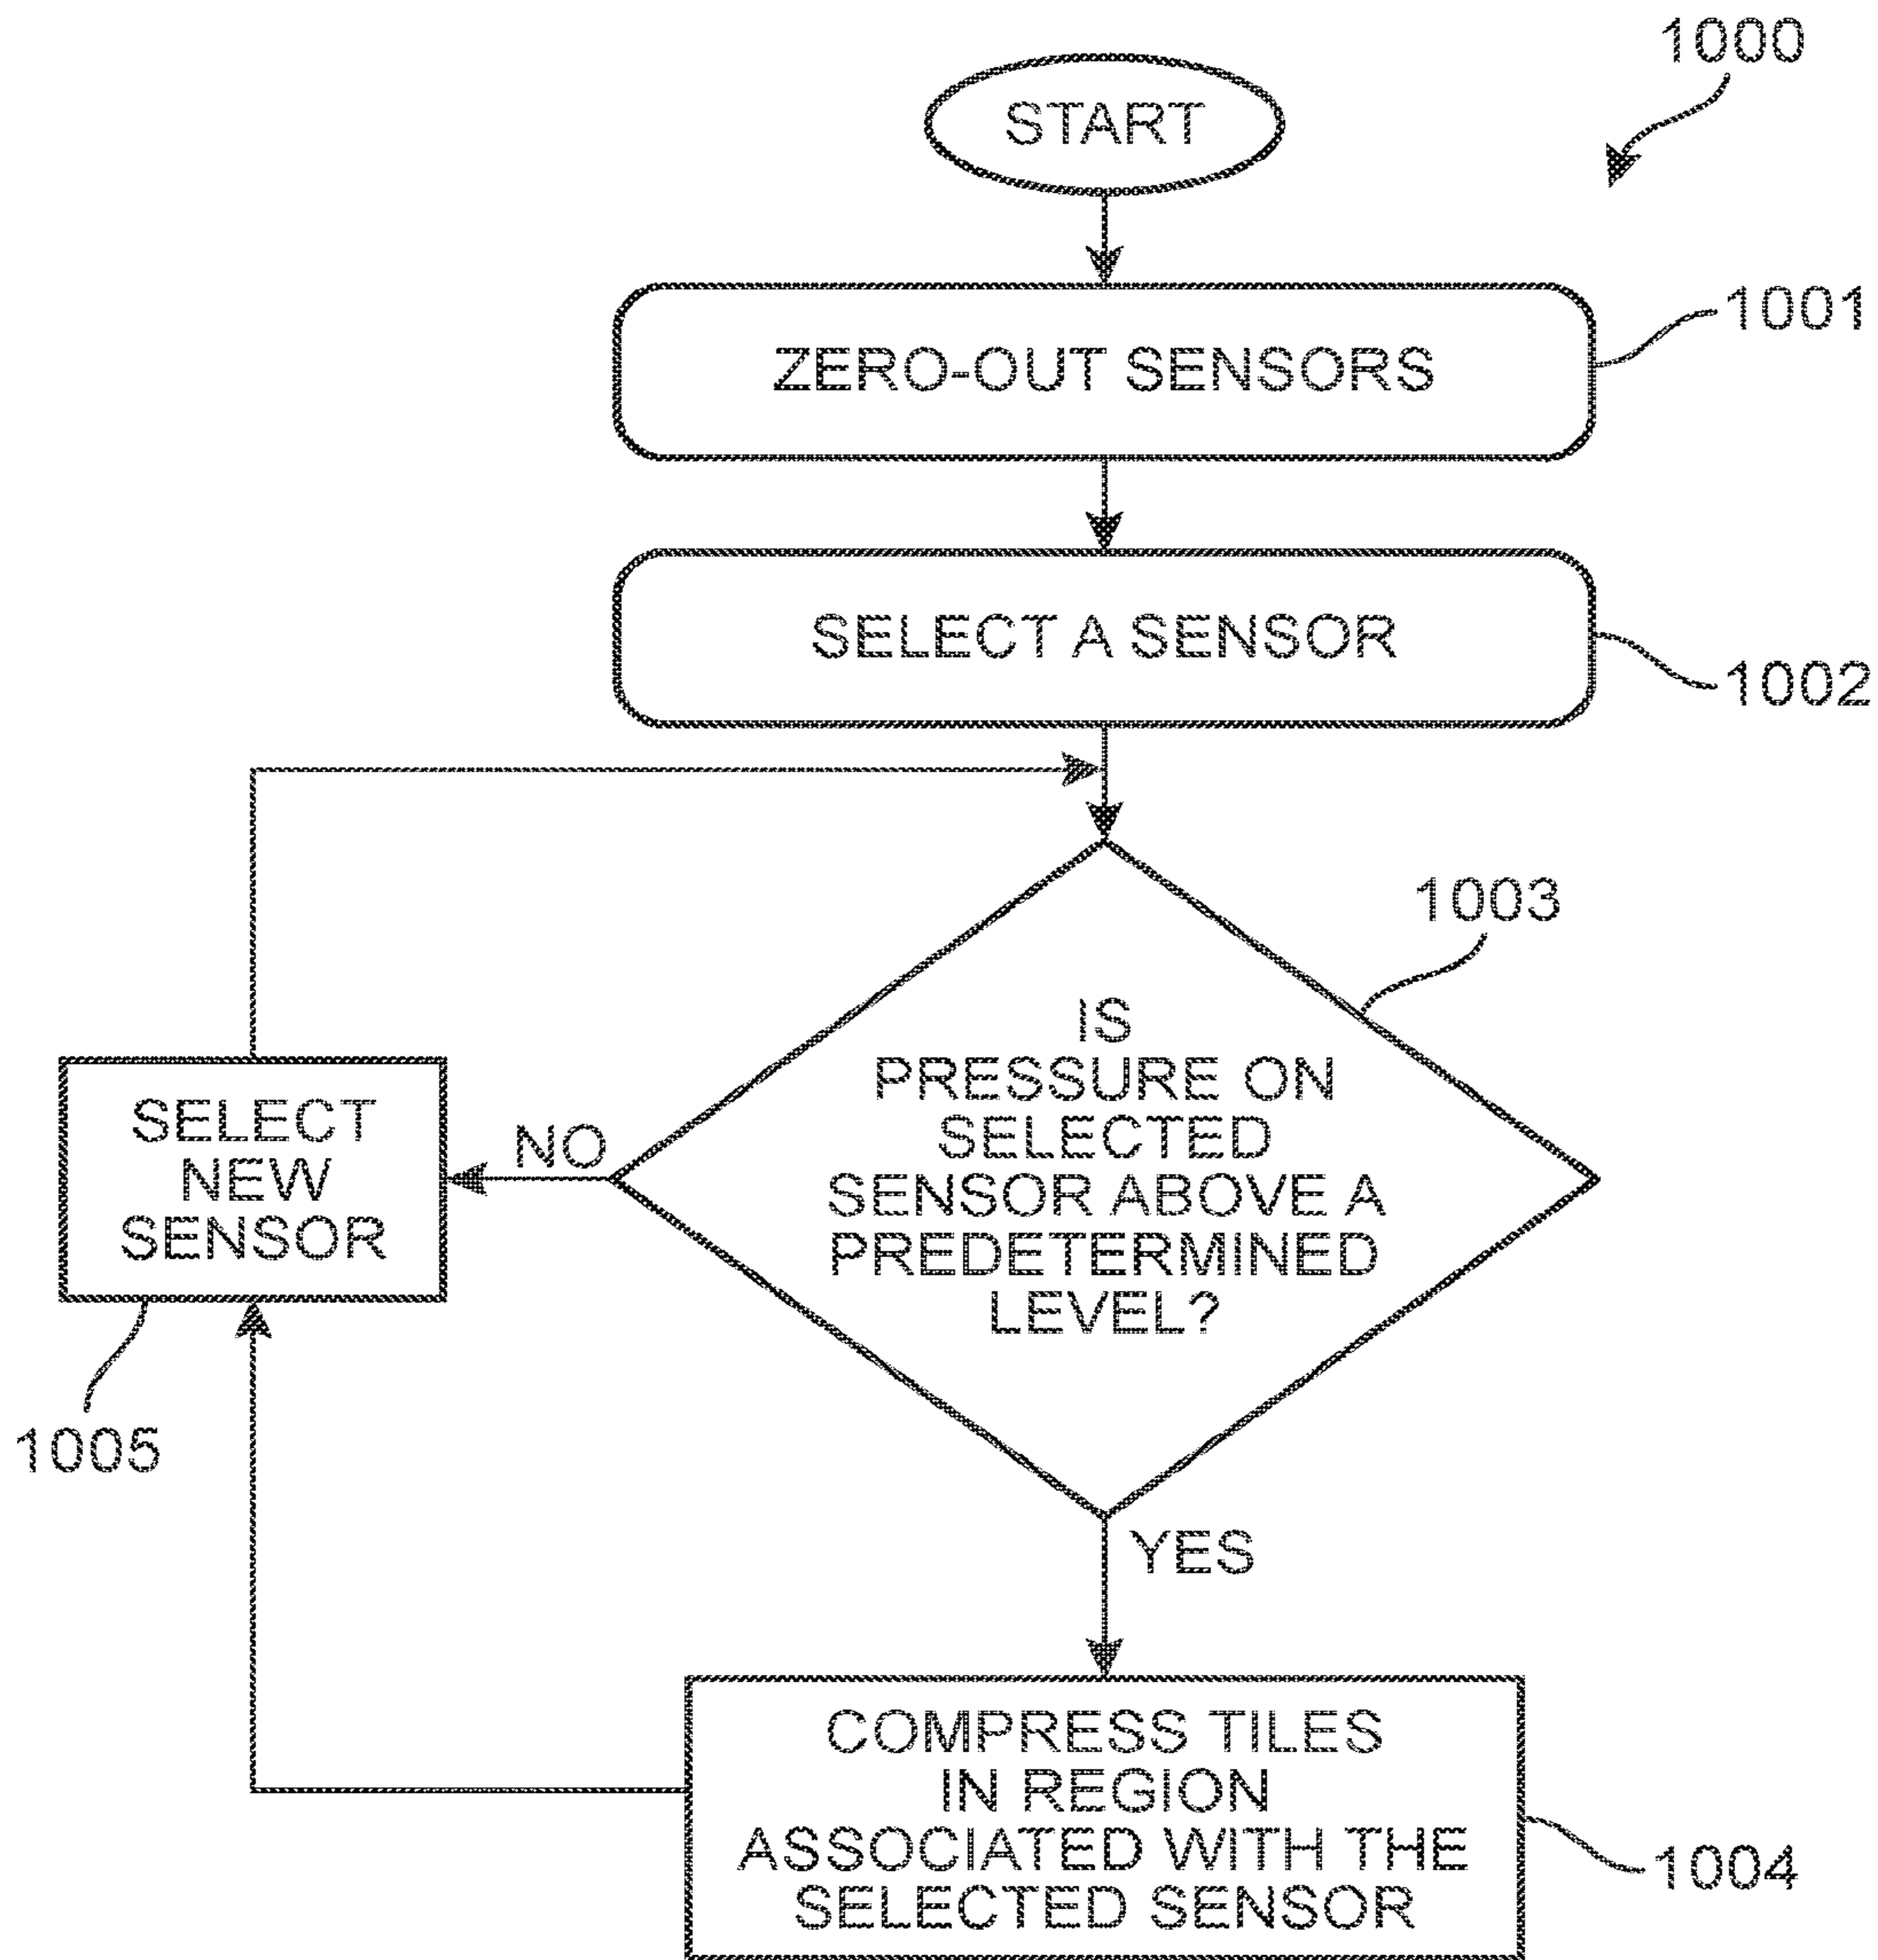 1000
START
ZERO-OUT SENSORS
1001
SELECT A SENSOR
1002
1003
IS
PRESSURE ON
SELECTED
SENSOR ABOVE A
PREDETERMINED
LEVEL?
NO
SELECT
NEW
SENSOR
1005
YES
COMPRESS TILES
IN REGION
ASSOCIATED WITH THE
SELECTED SENSOR
1004